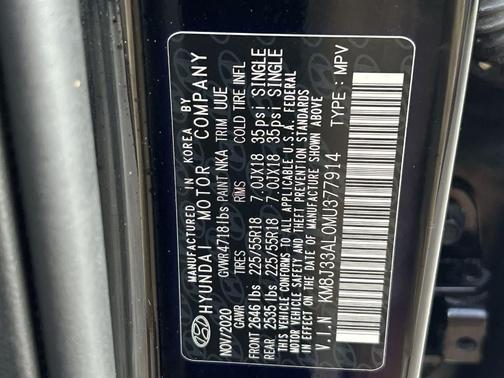 MANUFACTURED IN KOREA BY
HYUNDAI MOTOR COMPANY
NOV/2020 GVWR 4718 lbs PAINT NKA TRIM UUE
GAWR TIRES RIMS COLD TIRE INFL
FRONT 2646 lbs 225/55R18 7.0JX18 35psi SINGLE
REAR 2535 lbs 225/55R18 7.0JX18 35psi SINGLE
THIS VEHICLE CONFORMS TO ALL APPLICABLE U.S.A. FEDERAL
MOTOR VEHICLE SAFETY AND THEFT PREVENTION STANDARDS
IN EFFECT ON THE DATE OF MANUFACTURE SHOWN ABOVE.
V.I.N KM8J33AL0MU377914 TYPE : MPV